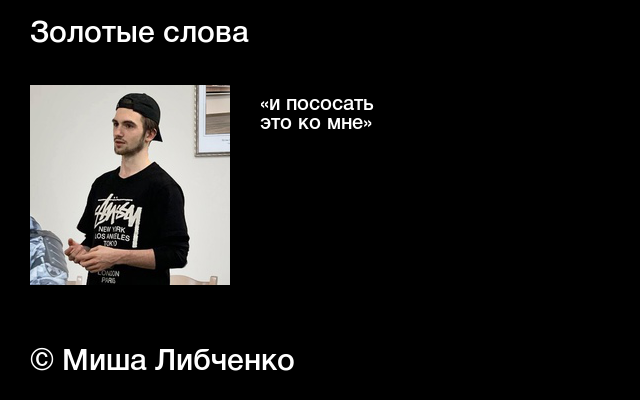 Золотые слова
«и пососать
это ко мне»
Stüssy
NEW YORK
LOS ANGELES
TOKYO
LONDON
PARIS
© Миша Либченко